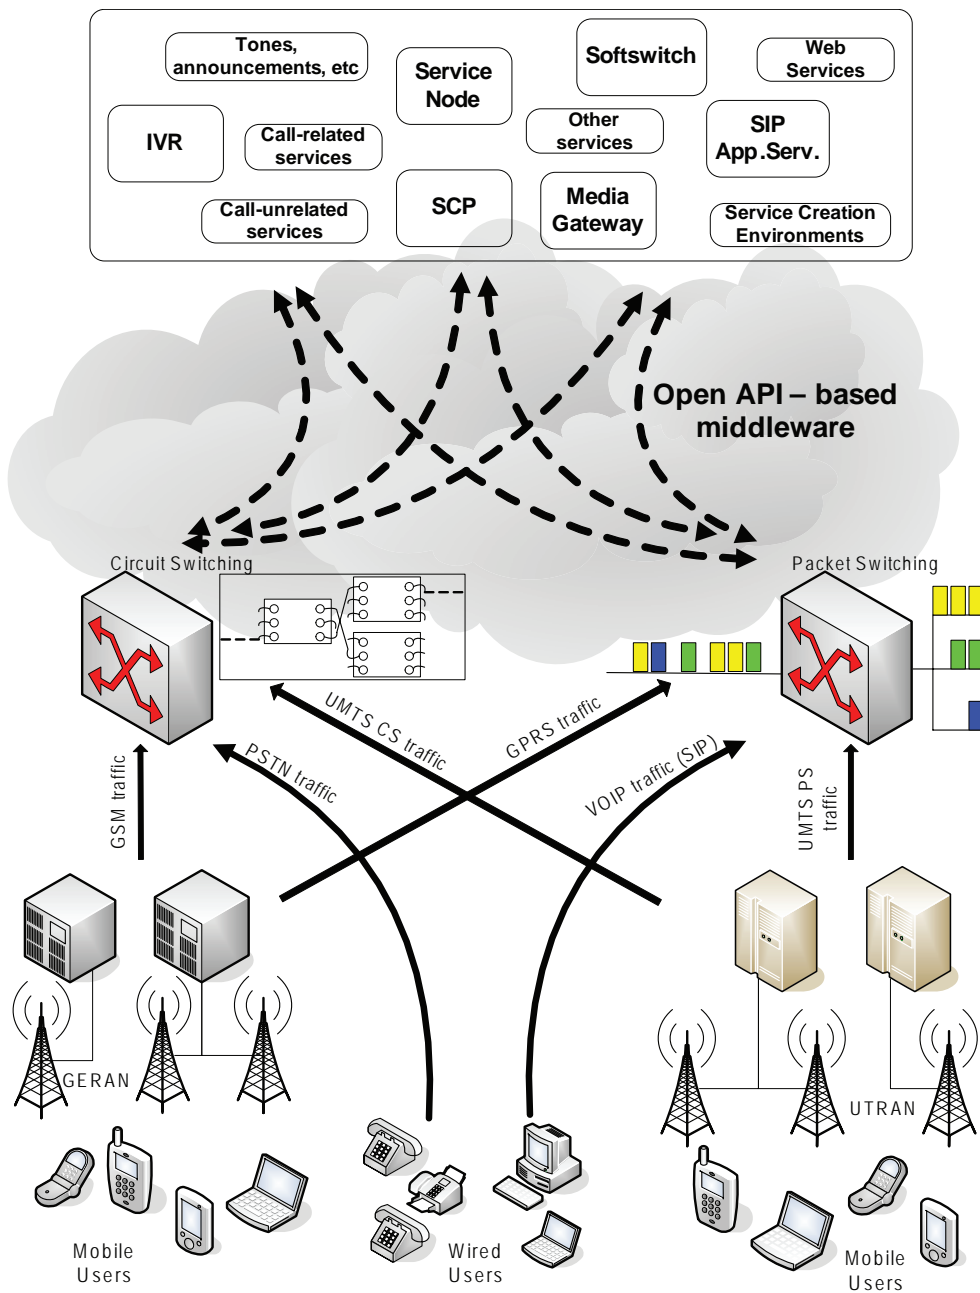 Tones,
announcements, etc
Service
Node
Softswitch
Web
Services
IVR
Call-related
services
Other
services
SIP
App.Serv.
Call-unrelated
services
SCP
Media
Gateway
Service Creation
Environments
Open API – based
middleware
Circuit Switching
Packet Switching
GSM traffic
PSTN traffic
UMTS CS traffic
GPRS traffic
VOIP traffic (SIP)
UMTS PS
traffic
GERAN
UTRAN
Mobile
Users
Wired
Users
Mobile
Users